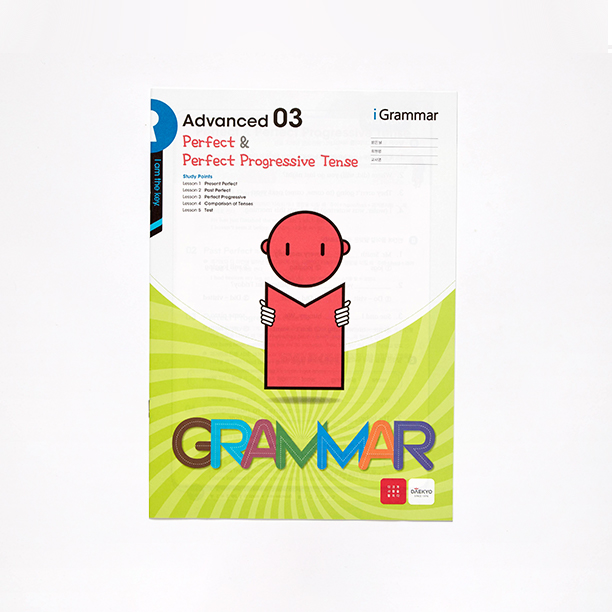 Advanced 03
i Grammar
Perfect &
Perfect Progressive Tense
Study Points
Lesson 1 Present Perfect
Lesson 2 Past Perfect
Lesson 3 Perfect Progressive
Lesson 4 Comparison of Tenses
Lesson 5 Test
I am the key.
GRAMMAR
DAEKYO